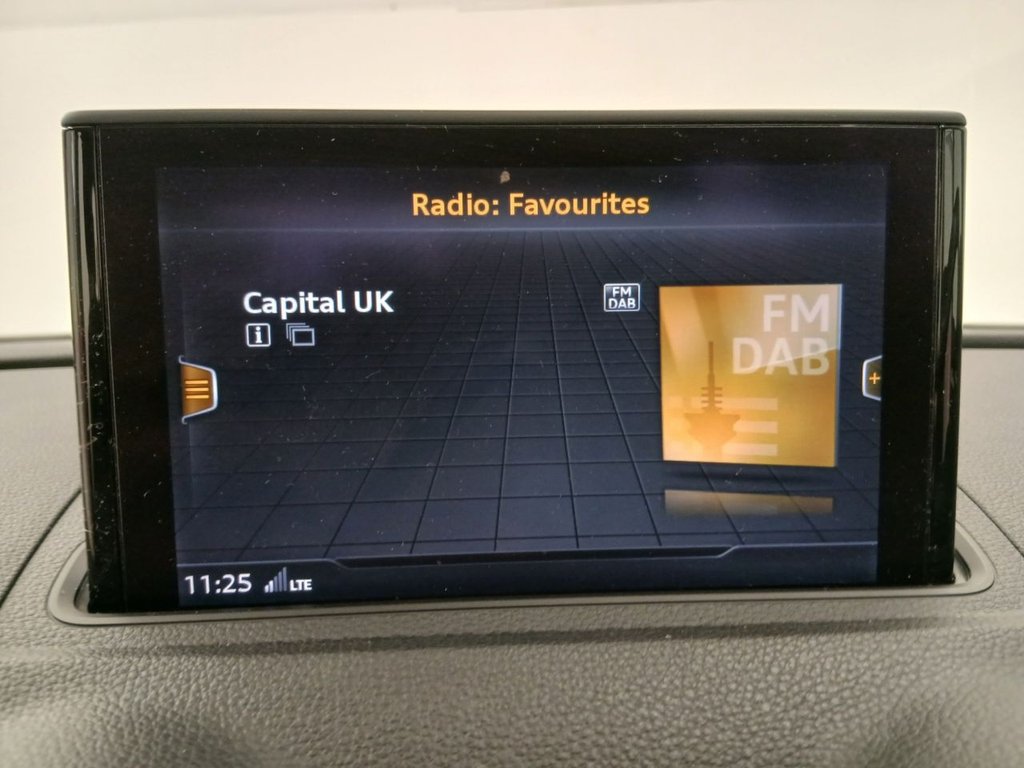 Radio: Favourites
Capital UK
FM
DAB
FM
DAB
11:25 LTE